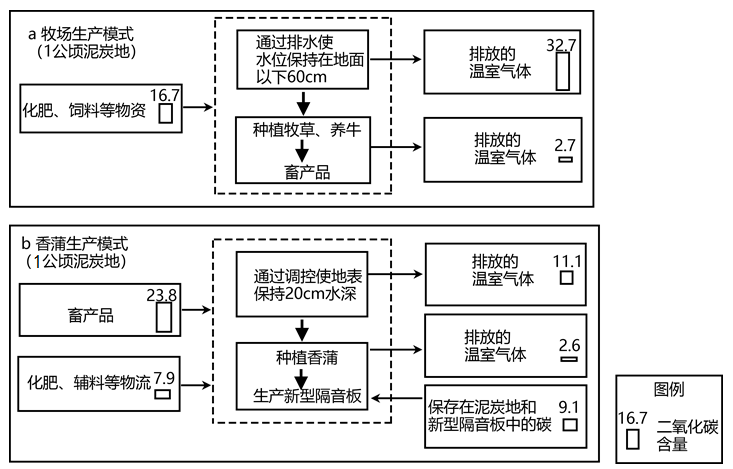 a 牧场生产模式
（1公顷泥炭地）
化肥、饲料等物资
16.7
通过排水使
水位保持在地面
以下60cm
种植牧草、养牛
畜产品
排放的
温室气体
32.7
排放的
温室气体
2.7
b 香蒲生产模式
（1公顷泥炭地）
畜产品
23.8
化肥、辅料等物流
7.9
通过调控使地表
保持20cm水深
种植香蒲
生产新型隔音板
排放的
温室气体
11.1
排放的
温室气体
2.6
保存在泥炭地和
新型隔音板中的碳
9.1
图例
16.7
二氧化碳
含量